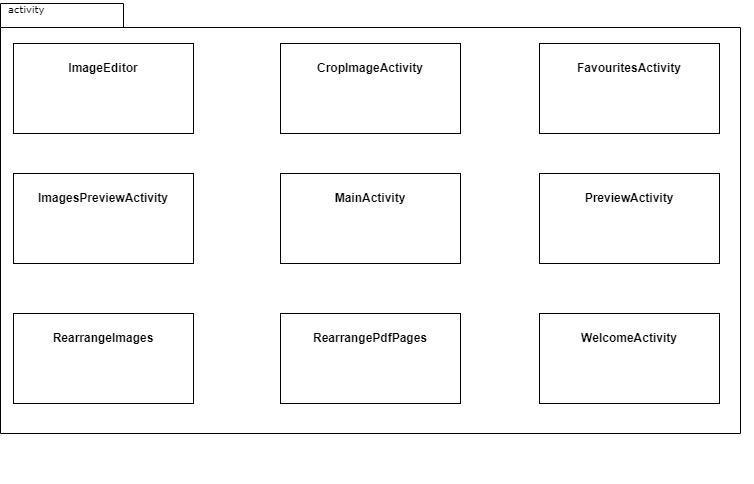 activity
ImageEditor
CropImageActivity
FavouritesActivity
ImagesPreviewActivity
MainActivity
PreviewActivity
RearrangeImages
RearrangePdfPages
WelcomeActivity